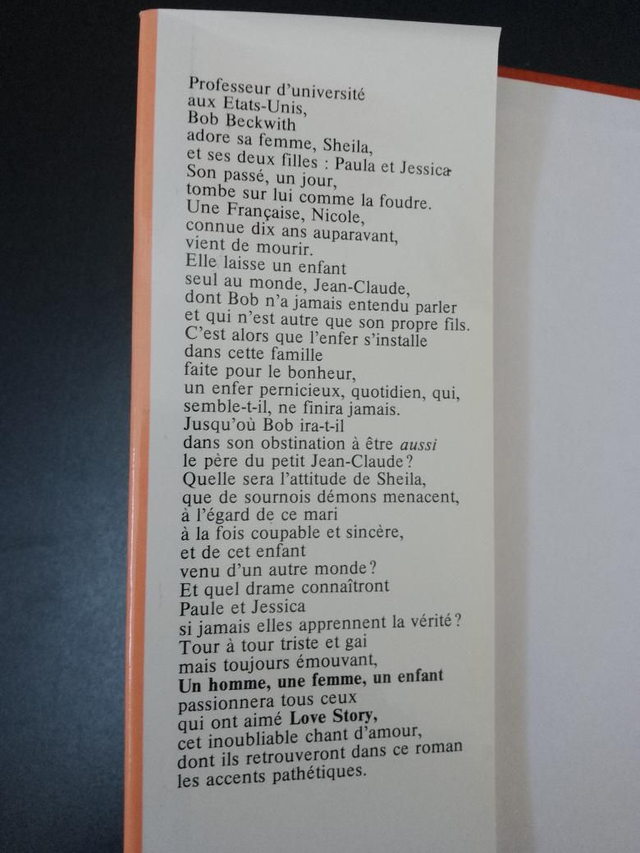 Professeur d'université
aux Etats-Unis,
Bob Beckwith
adore sa femme, Sheila,
et ses deux filles : Paula et Jessica
Son passé, un jour,
tombe sur lui comme la foudre.
Une Française, Nicole,
connue dix ans auparavant,
vient de mourir.
Elle laisse un enfant
seul au monde, Jean-Claude,
dont Bob n'a jamais entendu parler
et qui n'est autre que son propre fils.
C'est alors que l'enfer s'installe
dans cette famille
faite pour le bonheur,
un enfer pernicieux, quotidien, qui,
semble-t-il, ne finira jamais.
Jusqu'où Bob ira-t-il
dans son obstination à être aussi
le père du petit Jean-Claude?
Quelle sera l'attitude de Sheila,
que de sournois démons menacent,
à l'égard de ce mari
à la fois coupable et sincère,
et de cet enfant
venu d'un autre monde?
Et quel drame connaîtront
Paule et Jessica
si jamais elles apprennent la vérité?
Tour à tour triste et gai
mais toujours émouvant,
Un homme, une femme, un enfant
passionnera tous ceux
qui ont aimé Love Story,
cet inoubliable chant d'amour,
dont ils retrouveront dans ce roman
les accents pathétiques.